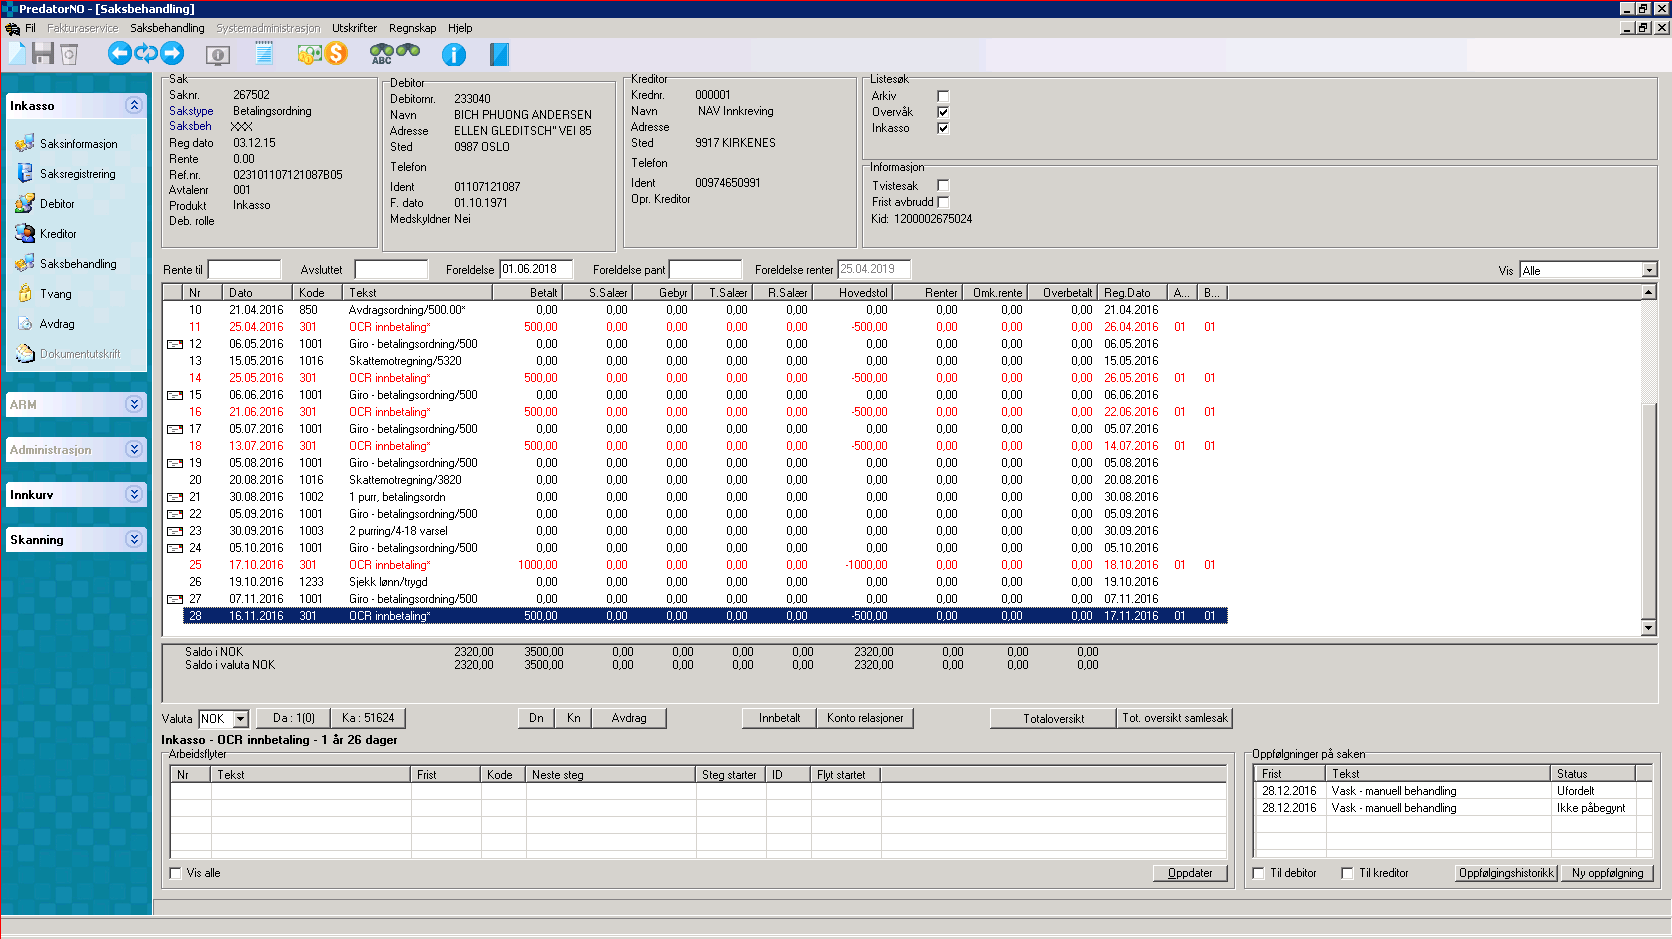 PredatorNO - [Saksbehandling]
Fil Fakturaservice Saksbehandling Systemadministrasjon Utskrifter Regnskap Hjelp
ABC
Inkasso
Saksinformasjon
Saksregistrering
Debitor
Kreditor
Saksbehandling
Tvang
Avdrag
Dokumentutskrift
ARM
Administrasjon
Innkurv
Skanning
Sak
Saknr. 267502
Sakstype Betalingsordning
Saksbeh XXX
Reg dato 03.12.15
Rente 0.00
Ref.nr. 023101107121087B05
Avtalenr 001
Produkt Inkasso
Deb. rolle
Debitor
Debitornr. 233040
Navn BICH PHUONG ANDERSEN
Adresse ELLEN GLEDITSCH" VEI 85
Sted 0987 OSLO
Telefon
Ident 01107121087
F. dato 01.10.1971
Medskyldner Nei
Kreditor
Krednr. 000001
Navn NAV Innkreving
Adresse
Sted 9917 KIRKENES
Telefon
Ident 00974650991
Opr. Kreditor
Listesøk
Arkiv
Overvåk
Inkasso
Informasjon
Tvistesak
Frist avbrudd
Kid: 1200002675024
Rente til Avsluttet Foreldelse 01.06.2018 Foreldelse pant Foreldelse renter 25.04.2019 Vis Alle
Nr Dato Kode Tekst Betalt S.Salær Gebyr T.Salær R.Salær Hovedstol Renter Omk.rente Overbetalt Reg.Dato A... B...
10 21.04.2016 850 Avdragsordning/500.00* 0,00 0,00 0,00 0,00 0,00 0,00 0,00 0,00 0,00 21.04.2016
11 25.04.2016 301 OCR innbetaling* 500,00 0,00 0,00 0,00 0,00 -500,00 0,00 0,00 0,00 26.04.2016 01 01
12 06.05.2016 1001 Giro - betalingsordning/500 0,00 0,00 0,00 0,00 0,00 0,00 0,00 0,00 0,00 06.05.2016
13 15.05.2016 1016 Skattemotregning/5320 0,00 0,00 0,00 0,00 0,00 0,00 0,00 0,00 0,00 15.05.2016
14 25.05.2016 301 OCR innbetaling* 500,00 0,00 0,00 0,00 0,00 -500,00 0,00 0,00 0,00 26.05.2016 01 01
15 06.06.2016 1001 Giro - betalingsordning/500 0,00 0,00 0,00 0,00 0,00 0,00 0,00 0,00 0,00 06.06.2016
16 21.06.2016 301 OCR innbetaling* 500,00 0,00 0,00 0,00 0,00 -500,00 0,00 0,00 0,00 22.06.2016 01 01
17 05.07.2016 1001 Giro - betalingsordning/500 0,00 0,00 0,00 0,00 0,00 0,00 0,00 0,00 0,00 05.07.2016
18 13.07.2016 301 OCR innbetaling* 500,00 0,00 0,00 0,00 0,00 -500,00 0,00 0,00 0,00 14.07.2016 01 01
19 05.08.2016 1001 Giro - betalingsordning/500 0,00 0,00 0,00 0,00 0,00 0,00 0,00 0,00 0,00 05.08.2016
20 20.08.2016 1016 Skattemotregning/3820 0,00 0,00 0,00 0,00 0,00 0,00 0,00 0,00 0,00 20.08.2016
21 30.08.2016 1002 1 purr, betalingsordn 0,00 0,00 0,00 0,00 0,00 0,00 0,00 0,00 0,00 30.08.2016
22 05.09.2016 1001 Giro - betalingsordning/500 0,00 0,00 0,00 0,00 0,00 0,00 0,00 0,00 0,00 05.09.2016
23 30.09.2016 1003 2 purring/4-18 varsel 0,00 0,00 0,00 0,00 0,00 0,00 0,00 0,00 0,00 30.09.2016
24 05.10.2016 1001 Giro - betalingsordning/500 0,00 0,00 0,00 0,00 0,00 0,00 0,00 0,00 0,00 05.10.2016
25 17.10.2016 301 OCR innbetaling* 1000,00 0,00 0,00 0,00 0,00 -1000,00 0,00 0,00 0,00 18.10.2016 01 01
26 19.10.2016 1233 Sjekk lønn/trygd 0,00 0,00 0,00 0,00 0,00 0,00 0,00 0,00 0,00 19.10.2016
27 07.11.2016 1001 Giro - betalingsordning/500 0,00 0,00 0,00 0,00 0,00 0,00 0,00 0,00 0,00 07.11.2016
28 16.11.2016 301 OCR innbetaling* 500,00 0,00 0,00 0,00 0,00 -500,00 0,00 0,00 0,00 17.11.2016 01 01
Saldo i NOK 2320,00 3500,00 0,00 0,00 0,00 0,00 2320,00 0,00 0,00 0,00
Saldo i valuta NOK 2320,00 3500,00 0,00 0,00 0,00 0,00 2320,00 0,00 0,00 0,00
Valuta NOK Da : 1(0) Ka : 51624 Dn Kn Avdrag Innbetalt Konto relasjoner Totaloversikt Tot. oversikt samlesak
Inkasso - OCR innbetaling - 1 år 26 dager
Arbeidsflyter
Nr Tekst Frist Kode Neste steg Steg starter ID Flyt startet
Vis alle Oppdater
Oppfølgninger på saken
Frist Tekst Status
28.12.2016 Vask - manuell behandling Ufordelt
28.12.2016 Vask - manuell behandling Ikke påbegynt
Til debitor Til kreditor Oppfølgingshistorikk Ny oppfølgning